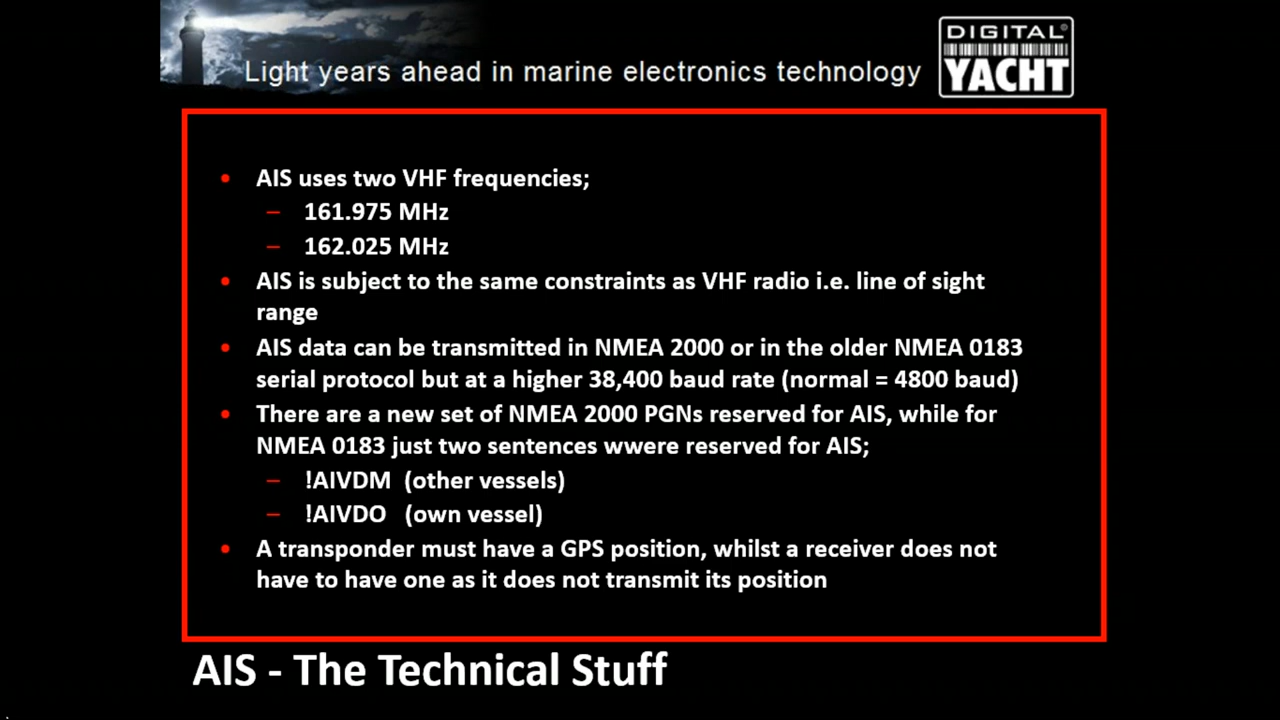 Light years ahead in marine electronics technology
DIGITAL®
YACHT
• AIS uses two VHF frequencies;
– 161.975 MHz
– 162.025 MHz
• AIS is subject to the same constraints as VHF radio i.e. line of sight
range
• AIS data can be transmitted in NMEA 2000 or in the older NMEA 0183
serial protocol but at a higher 38,400 baud rate (normal = 4800 baud)
• There are a new set of NMEA 2000 PGNs reserved for AIS, while for
NMEA 0183 just two sentences wwere reserved for AIS;
– !AIVDM (other vessels)
– !AIVDO (own vessel)
• A transponder must have a GPS position, whilst a receiver does not
have to have one as it does not transmit its position
AIS - The Technical Stuff